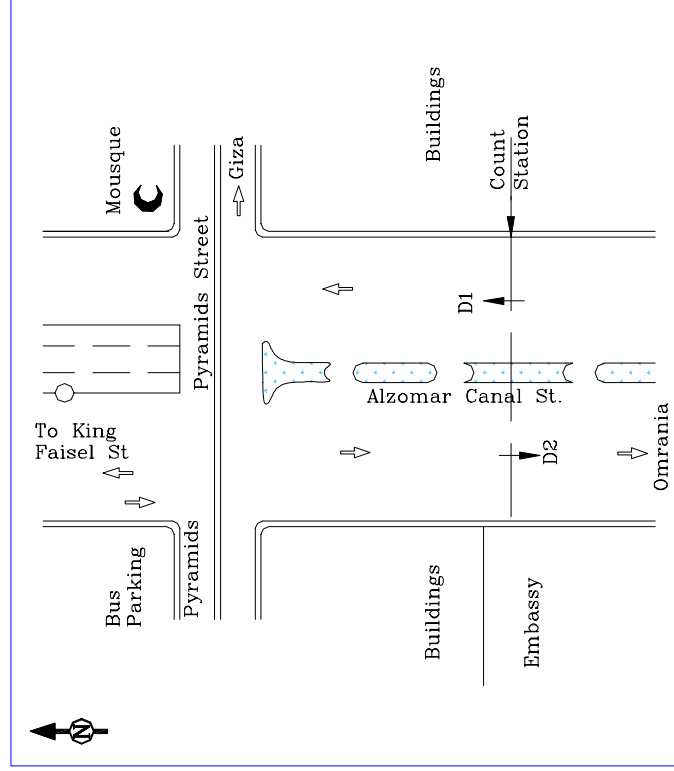 Mousque
Buildings
Count
Station
Giza
Pyramids Street
D1
Alzomar Canal St.
To King
Faisel St
D2
Omrania
Bus
Parking
Pyramids
Buildings
Embassy
N